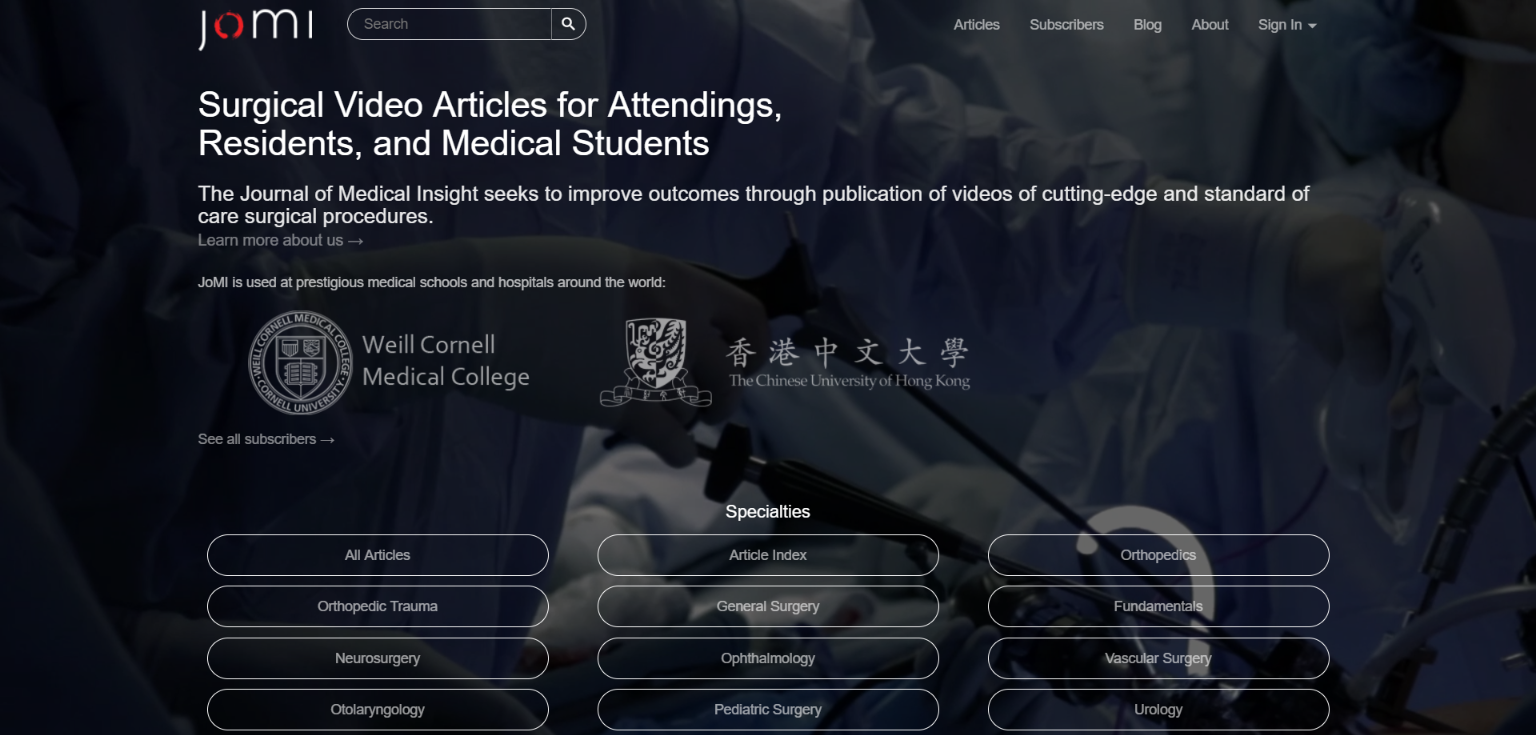 JOMI
Search
Articles
Subscribers
Blog
About
Sign In
Surgical Video Articles for Attendings,
Residents, and Medical Students
The Journal of Medical Insight seeks to improve outcomes through publication of videos of cutting-edge and standard of
care surgical procedures.
Learn more about us →
JoMI is used at prestigious medical schools and hospitals around the world:
WEILL CORNELL MEDICAL COLLEGE
CORNELL UNIVERSITY
Weill Cornell
Medical College
香港中文大學
The Chinese University of Hong Kong
See all subscribers →
Specialties
All Articles
Article Index
Orthopedics
Orthopedic Trauma
General Surgery
Fundamentals
Neurosurgery
Ophthalmology
Vascular Surgery
Otolaryngology
Pediatric Surgery
Urology